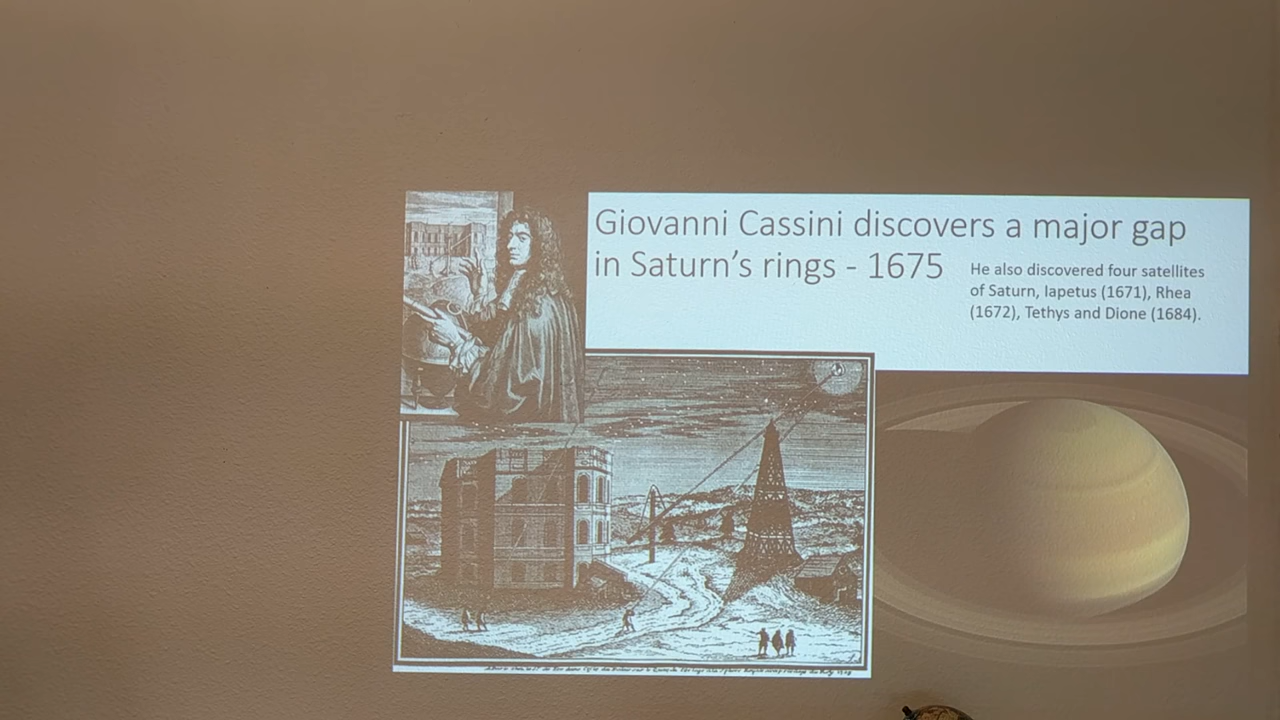 Giovanni Cassini discovers a major gap
in Saturn’s rings - 1675
He also discovered four satellites
of Saturn, Iapetus (1671), Rhea
(1672), Tethys and Dione (1684).